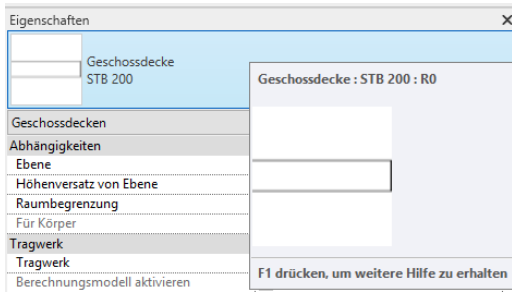 Eigenschaften
Geschossdecke
STB 200
Geschossdecke : STB 200 : R0
Geschossdecken
Abhängigkeiten
Ebene
Höhenversatz von Ebene
Raumbegrenzung
Für Körper
Tragwerk
Tragwerk
Berechnungsmodell aktivieren
F1 drücken, um weitere Hilfe zu erhalten